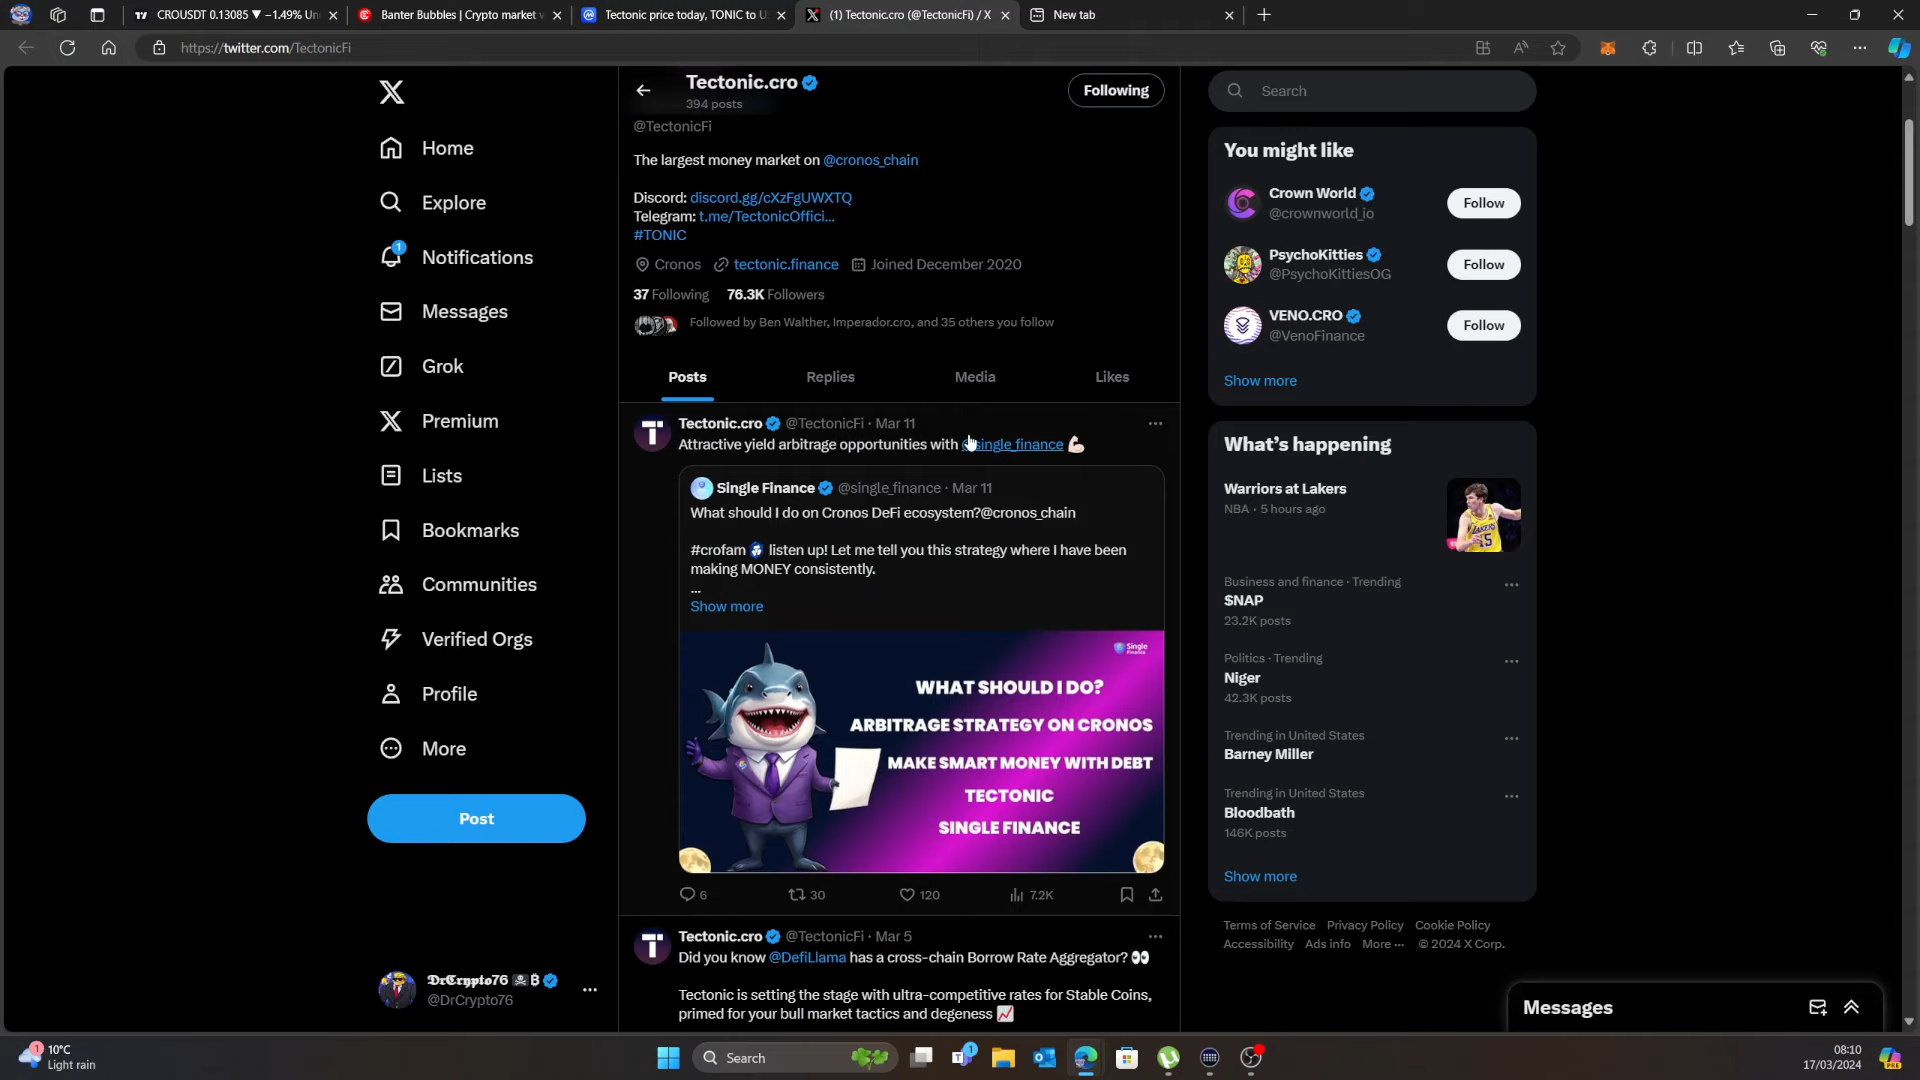 CROUSDT 0.13085 ▼ −1.49% Un
Banter Bubbles | Crypto market v
Tectonic price today, TONIC to U
(1) Tectonic.cro (@TectonicFi) / X
New tab
https://twitter.com/TectonicFi
Home
Explore
1
Notifications
Messages
Grok
Premium
Lists
Bookmarks
Communities
Verified Orgs
Profile
More
Post
DrCrypto76 ☠️ ₿
@DrCrypto76
...
Tectonic.cro
394 posts
Following
@TectonicFi
The largest money market on @cronos_chain
Discord: discord.gg/cXzFgUWXTQ
Telegram: t.me/TectonicOffici...
#TONIC
Cronos tectonic.finance Joined December 2020
37 Following 76.3K Followers
Followed by Ben Walther, Imperador.cro, and 35 others you follow
Posts Replies Media Likes
Tectonic.cro @TectonicFi · Mar 11
Attractive yield arbitrage opportunities with @single_finance 💪🏻
Single Finance @single_finance · Mar 11
What should I do on Cronos DeFi ecosystem?@cronos_chain
#crofam listen up! Let me tell you this strategy where I have been
making MONEY consistently.
...
Show more
Single
Finance
WHAT SHOULD I DO?
ARBITRAGE STRATEGY ON CRONOS
MAKE SMART MONEY WITH DEBT
TECTONIC
SINGLE FINANCE
6 30 120 7.2K
Tectonic.cro @TectonicFi · Mar 5
Did you know @DefiLlama has a cross-chain Borrow Rate Aggregator? 👀
Tectonic is setting the stage with ultra-competitive rates for Stable Coins,
primed for your bull market tactics and degeness 📈
Search
You might like
Crown World
@crownworld_io
Follow
PsychoKitties
@PsychoKittiesOG
Follow
VENO.CRO
@VenoFinance
Follow
Show more
What's happening
Warriors at Lakers
NBA · 5 hours ago
Business and finance · Trending
$NAP
23.2K posts
Politics · Trending
Niger
42.3K posts
Trending in United States
Barney Miller
Trending in United States
Bloodbath
146K posts
Show more
Terms of Service Privacy Policy Cookie Policy
Accessibility Ads info More ··· © 2024 X Corp.
Messages
1
10°C
Light rain
Search
1
08:10
17/03/2024